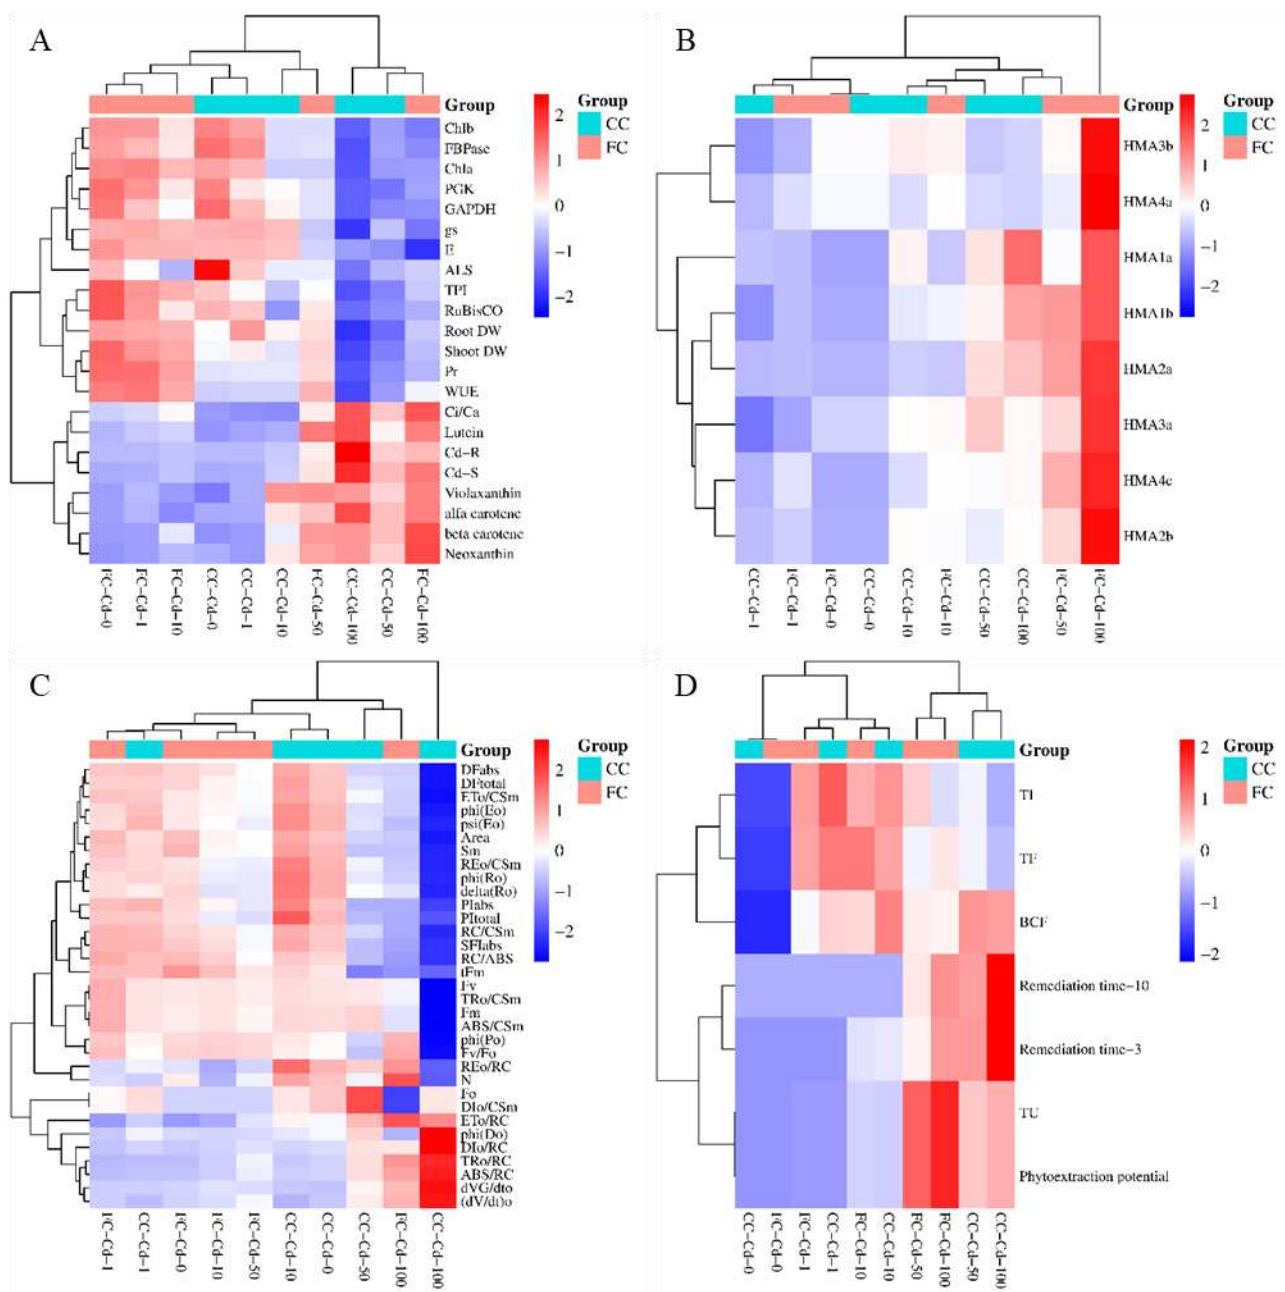 A
Group
Chlb
FBPase
Chla
PGK
GAPDH
gs
E
ALS
TPI
RuBisCO
Root DW
Shoot DW
Pr
WUE
Ci/Ca
Lutein
Cd-R
Cd-S
Violaxanthin
alfa carotene
beta carotene
Neoxanthin
2
1
0
-1
-2
Group
CC
FC
FC-Cd-0
FC-Cd-1
FC-Cd-10
CC-Cd-0
CC-Cd-1
CC-Cd-10
FC-Cd-50
CC-Cd-100
CC-Cd-50
FC-Cd-100
B
Group
HMA3b
HMA4a
HMA1a
HMA1b
HMA2a
HMA3a
HMA4c
HMA2b
2
1
0
-1
-2
Group
CC
FC
CC-Cd-1
FC-Cd-1
FC-Cd-0
CC-Cd-0
CC-Cd-10
FC-Cd-10
CC-Cd-50
CC-Cd-100
FC-Cd-50
FC-Cd-100
C
Group
DFabs
DFtotal
ETo/CSm
phi(Eo)
psi(Eo)
Area
Sm
REo/CSm
phi(Ro)
delta(Ro)
PIabs
PItotal
RC/CSm
SFIabs
RC/ABS
tFm
Fv
TRo/CSm
Fm
ABS/CSm
phi(Po)
Fv/Fo
REo/RC
N
Fo
DIo/CSm
ETo/RC
phi(Do)
DIo/RC
TRo/RC
ABS/RC
dVG/dto
(dV/dt)o
2
1
0
-1
-2
Group
CC
FC
FC-Cd-1
CC-Cd-1
FC-Cd-0
FC-Cd-10
FC-Cd-50
CC-Cd-10
CC-Cd-0
CC-Cd-50
FC-Cd-100
CC-Cd-100
D
Group
TI
TF
BCF
Remediation time-10
Remediation time-3
TU
Phytoextraction potential
2
1
0
-1
-2
Group
CC
FC
CC-Cd-0
FC-Cd-0
FC-Cd-1
CC-Cd-1
FC-Cd-10
CC-Cd-10
FC-Cd-50
FC-Cd-100
CC-Cd-50
CC-Cd-100